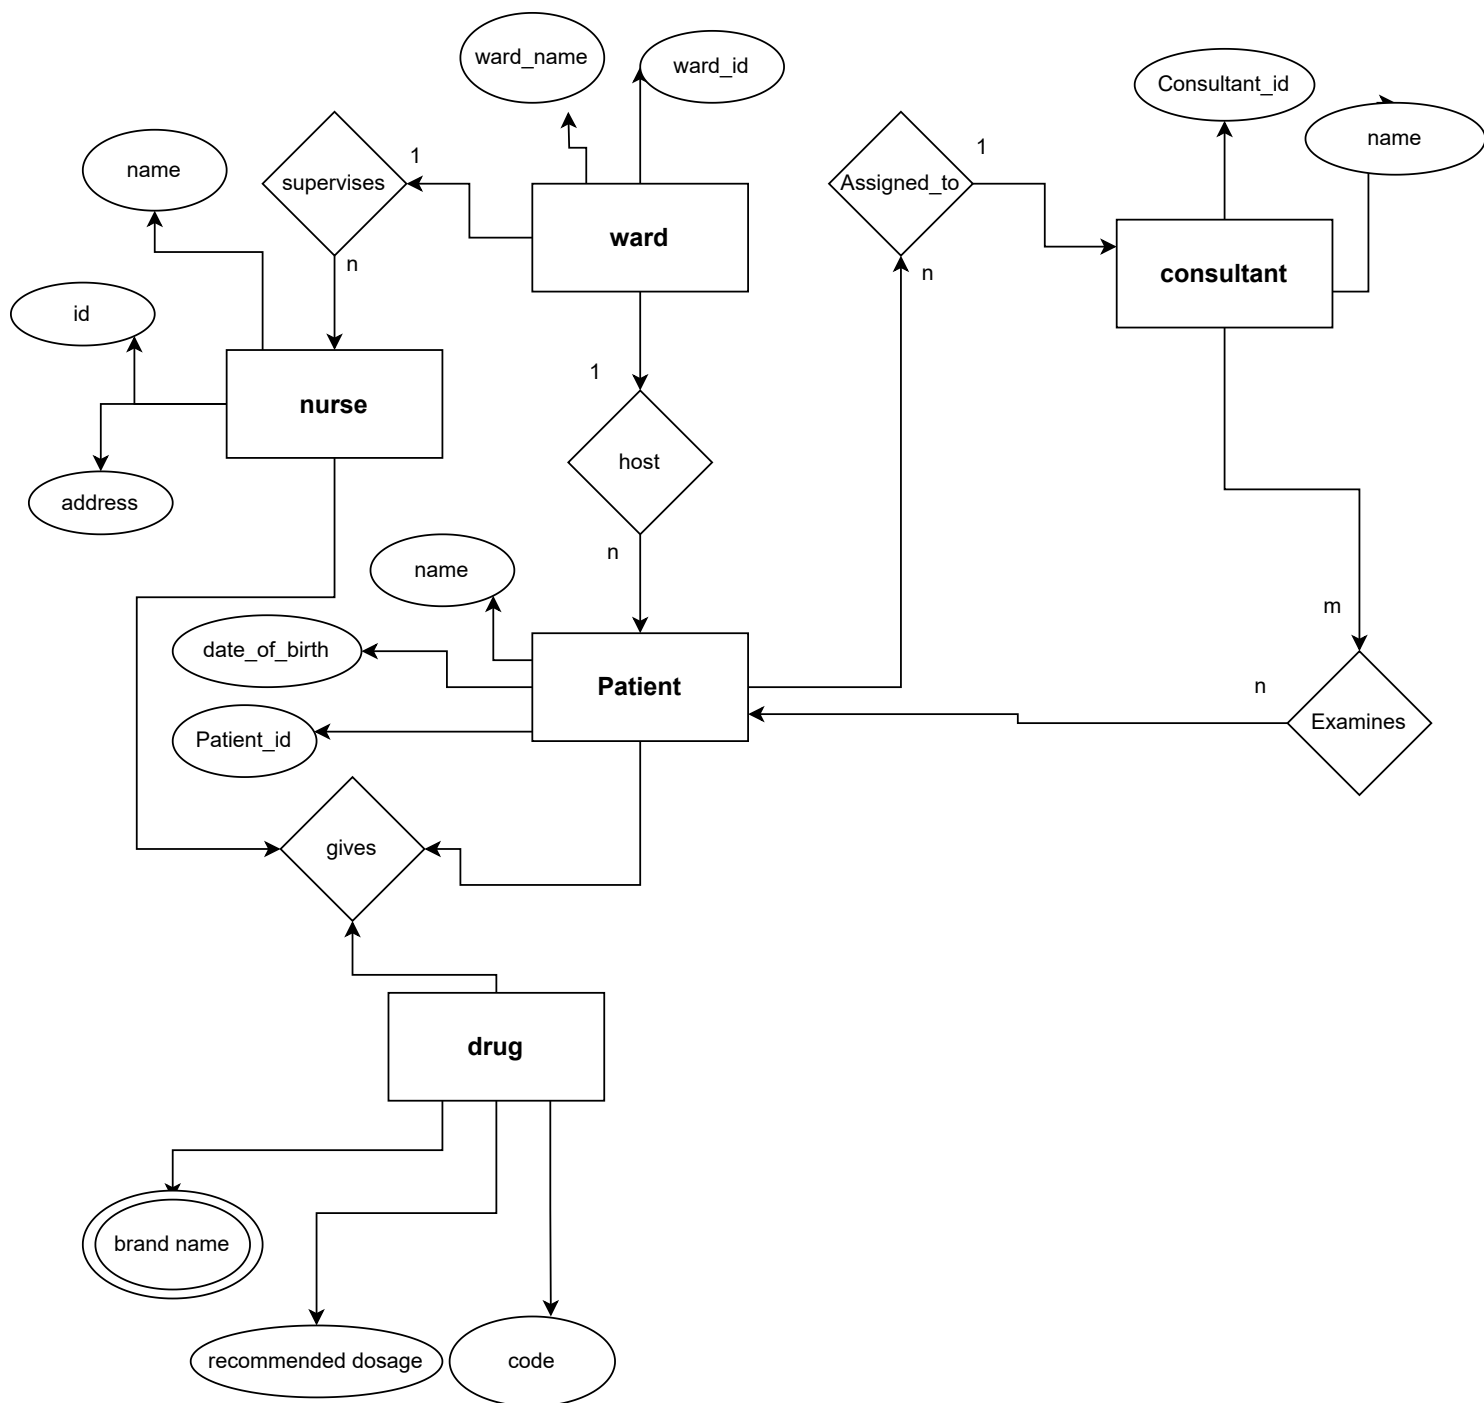 ward_name
ward_id
Consultant_id
name
name
supervises
1
ward
Assigned_to
1
n
n
consultant
id
nurse
1
host
address
n
name
date_of_birth
Patient
m
n
Patient_id
Examines
gives
drug
brand name
recommended dosage
code